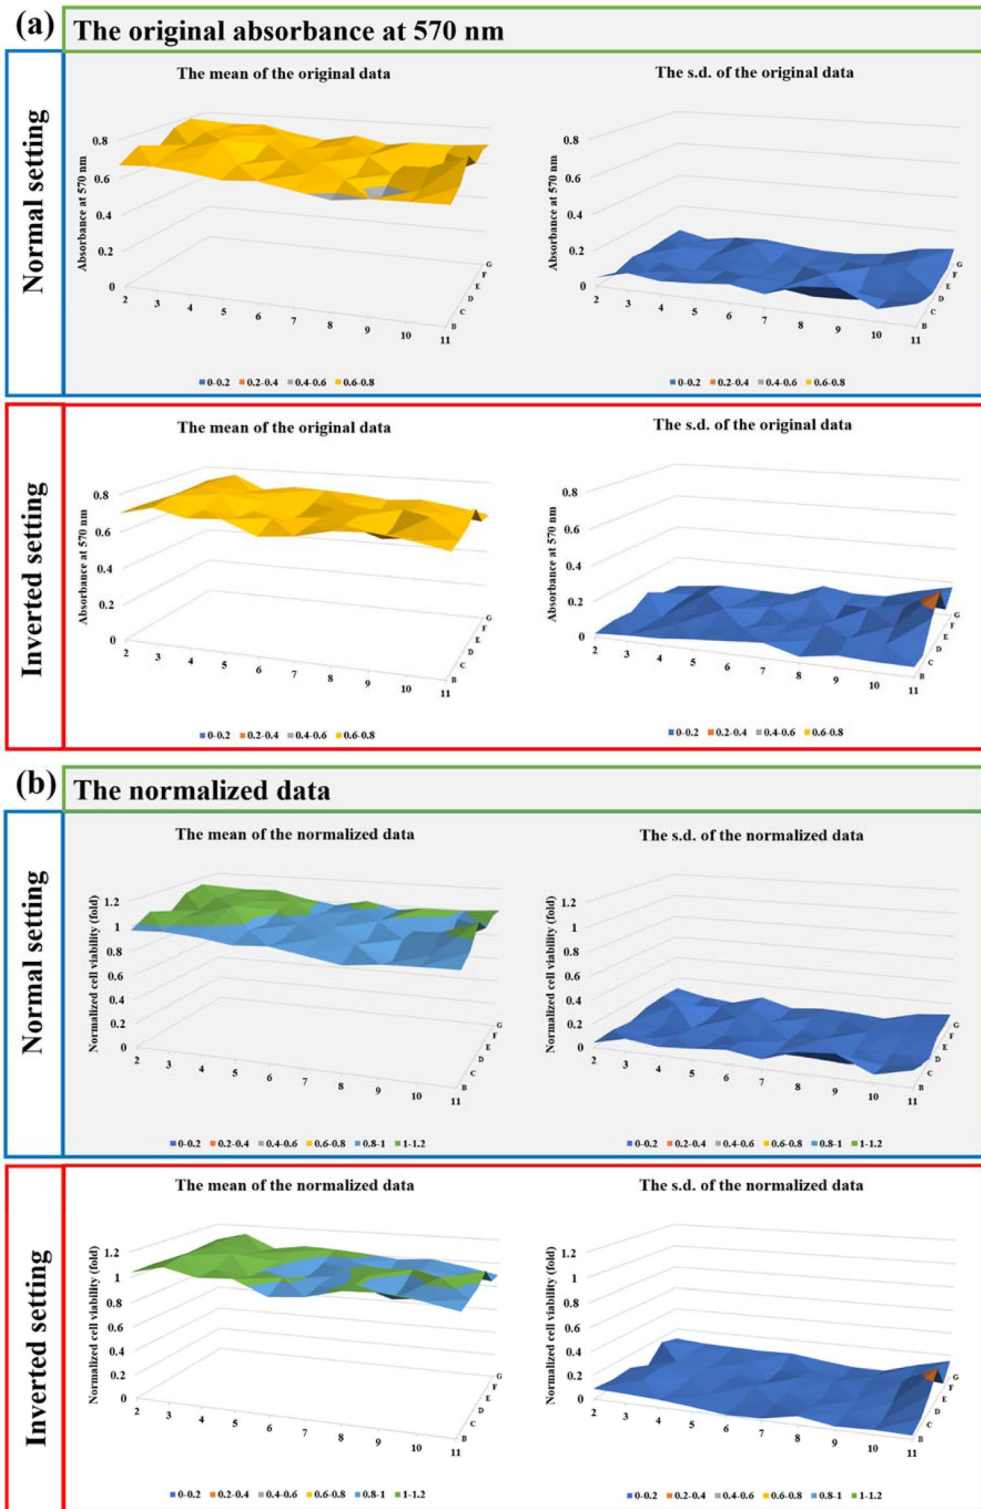 (a)
The original absorbance at 570 nm
Normal setting
The mean of the original data
Absorbance at 570 nm
0.8
0.6
0.4
0.2
0
2 3 4 5 6 7 8 9 10 11
B C D E F G
0-0.2 0.2-0.4 0.4-0.6 0.6-0.8
The s.d. of the original data
Absorbance at 570 nm
0.8
0.6
0.4
0.2
0
2 3 4 5 6 7 8 9 10 11
B C D E F G
0-0.2 0.2-0.4 0.4-0.6 0.6-0.8
Inverted setting
The mean of the original data
Absorbance at 570 nm
0.8
0.6
0.4
0.2
0
2 3 4 5 6 7 8 9 10 11
B C D E F G
0-0.2 0.2-0.4 0.4-0.6 0.6-0.8
The s.d. of the original data
Absorbance at 570 nm
0.8
0.6
0.4
0.2
0
2 3 4 5 6 7 8 9 10 11
B C D E F G
0-0.2 0.2-0.4 0.4-0.6 0.6-0.8
(b)
The normalized data
Normal setting
The mean of the normalized data
Normalized cell viability (fold)
1.2
1
0.8
0.6
0.4
0.2
0
2 3 4 5 6 7 8 9 10 11
B C D E F G
0-0.2 0.2-0.4 0.4-0.6 0.6-0.8 0.8-1 1-1.2
The s.d. of the normalized data
Normalized cell viability (fold)
1.2
1
0.8
0.6
0.4
0.2
0
2 3 4 5 6 7 8 9 10 11
B C D E F G
0-0.2 0.2-0.4 0.4-0.6 0.6-0.8 0.8-1 1-1.2
Inverted setting
The mean of the normalized data
Normalized cell viability (fold)
1.2
1
0.8
0.6
0.4
0.2
0
2 3 4 5 6 7 8 9 10 11
B C D E F G
0-0.2 0.2-0.4 0.4-0.6 0.6-0.8 0.8-1 1-1.2
The s.d. of the normalized data
Normalized cell viability (fold)
1.2
1
0.8
0.6
0.4
0.2
0
2 3 4 5 6 7 8 9 10 11
B C D E F G
0-0.2 0.2-0.4 0.4-0.6 0.6-0.8 0.8-1 1-1.2